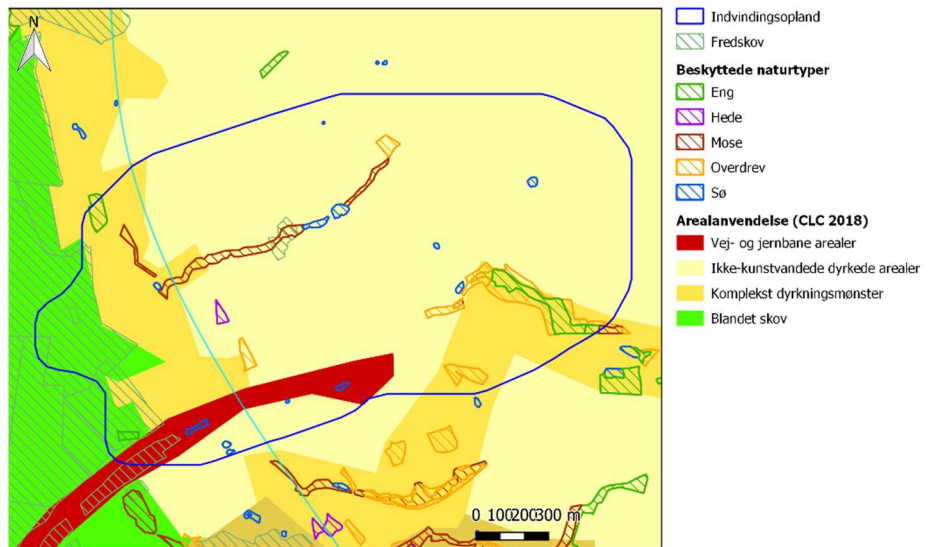 N
0 100200300 m
Indvindingsopland
Fredskov
Beskyttede naturtyper
Eng
Hede
Mose
Overdrev
Sø
Arealanvendelse (CLC 2018)
Vej- og jernbane arealer
Ikke-kunstvandede dyrkede arealer
Komplekst dyrkningsmønster
Blandet skov